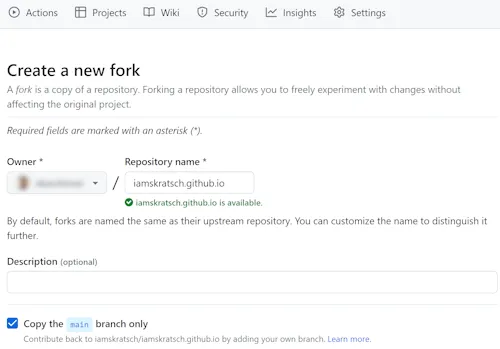 Actions Projects Wiki Security Insights Settings
Create a new fork
A fork is a copy of a repository. Forking a repository allows you to freely experiment with changes without
affecting the original project.
Required fields are marked with an asterisk (*).
Owner * Repository name *
/ iamskratsch.github.io
iamskratsch.github.io is available.
By default, forks are named the same as their upstream repository. You can customize the name to distinguish it
further.
Description (optional)
Copy the main branch only
Contribute back to iamskratsch/iamskratsch.github.io by adding your own branch. Learn more.